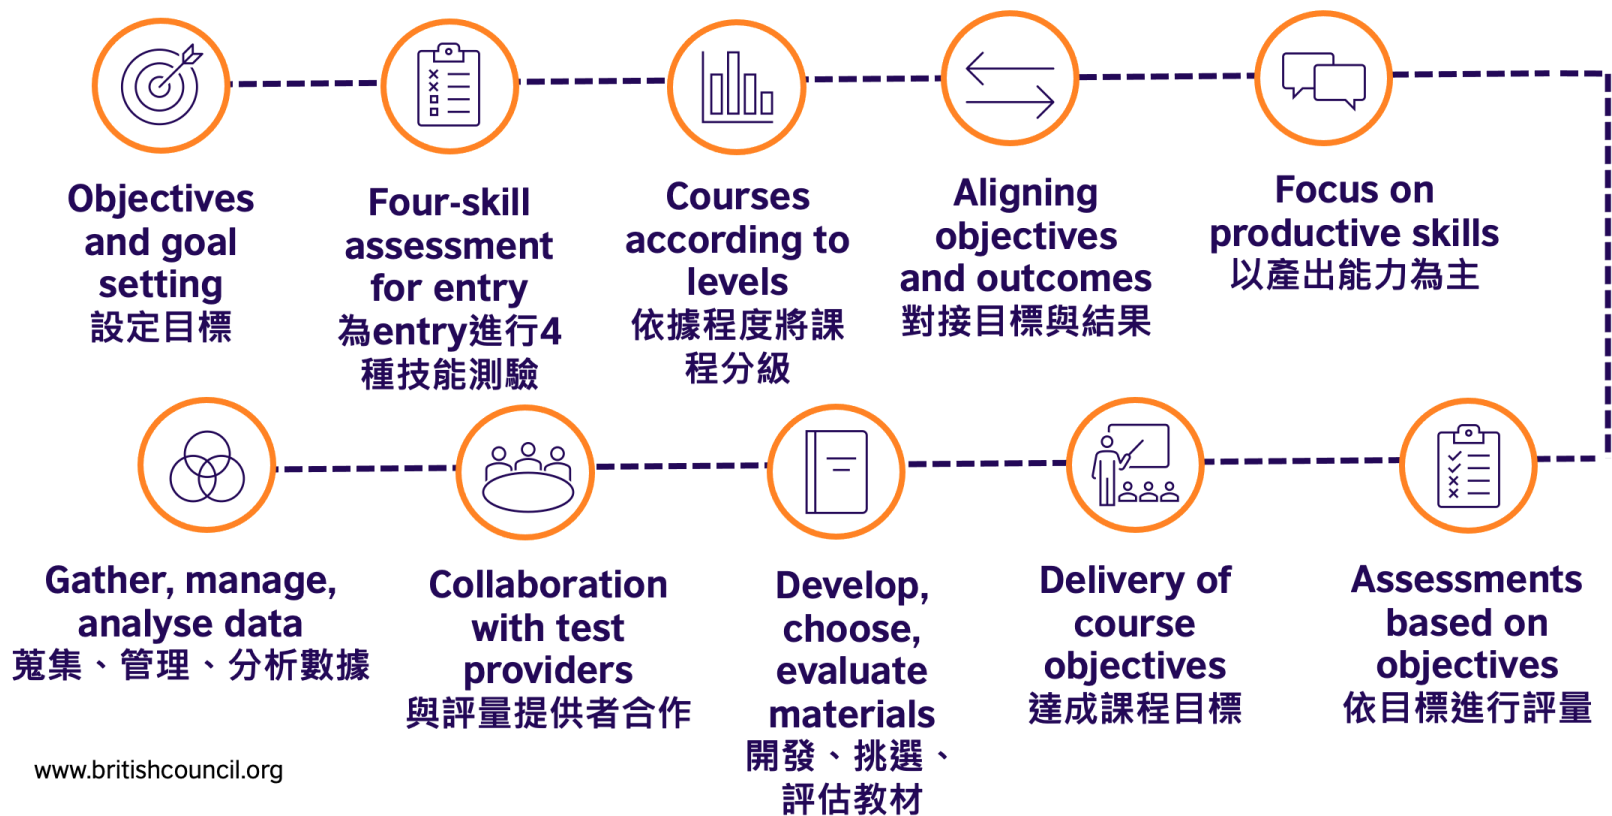 Objectives
and goal
setting
設定目標
Four-skill
assessment
for entry
為entry進行4
種技能測驗
Courses
according to
levels
依據程度將課
程分級
Aligning
objectives
and outcomes
對接目標與結果
Focus on
productive skills
以產出能力為主
Assessments
based on
objectives
依目標進行評量
Delivery of
course
objectives
達成課程目標
Develop,
choose,
evaluate
materials
開發、挑選、
評估教材
Collaboration
with test
providers
與評量提供者合作
Gather, manage,
analyse data
蒐集、管理、分析數據
www.britishcouncil.org